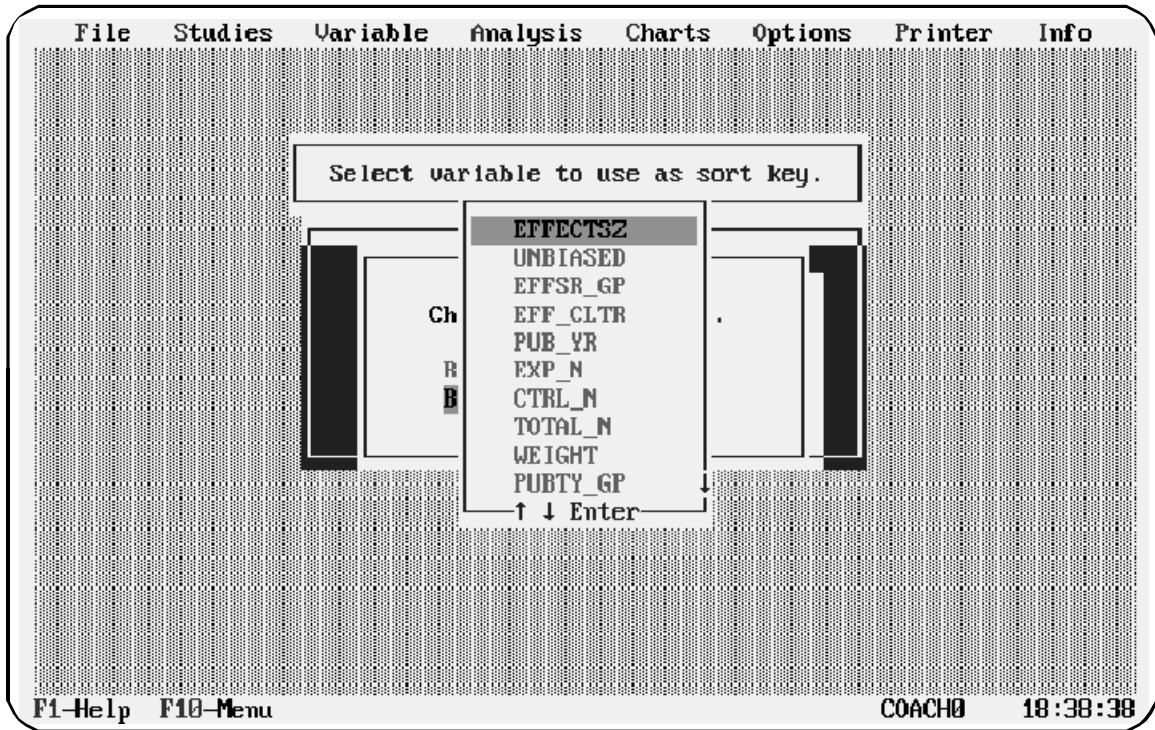 File Studies Variable Analysis Charts Options Printer Info
Select variable to use as sort key.
EFFECTSZ
UNBIASED
EFFSR_GP
Ch EFF_CLTR .
PUB_YR
R EXP_N
B CTRL_N
TOTAL_N
WEIGHT
PUBTY_GP ↓
↑ ↓ Enter
F1-Help F10-Menu COACH0 18:38:38